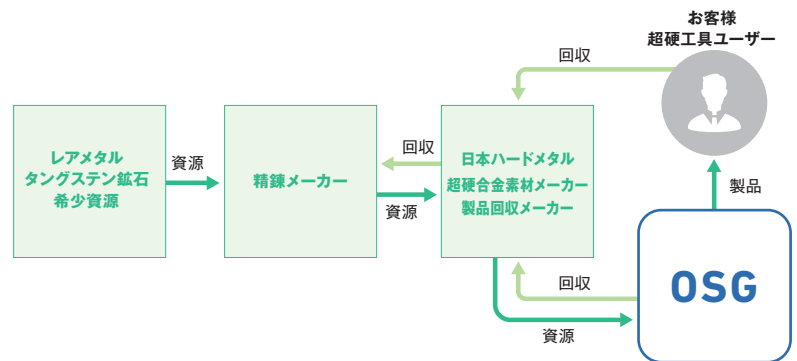 お客様
超硬工具ユーザー
回収
レアメタル
タングステン鉱石
希少資源
資源
精錬メーカー
回収
資源
日本ハードメタル
超硬合金素材メーカー
製品回収メーカー
製品
OSG
回収
資源